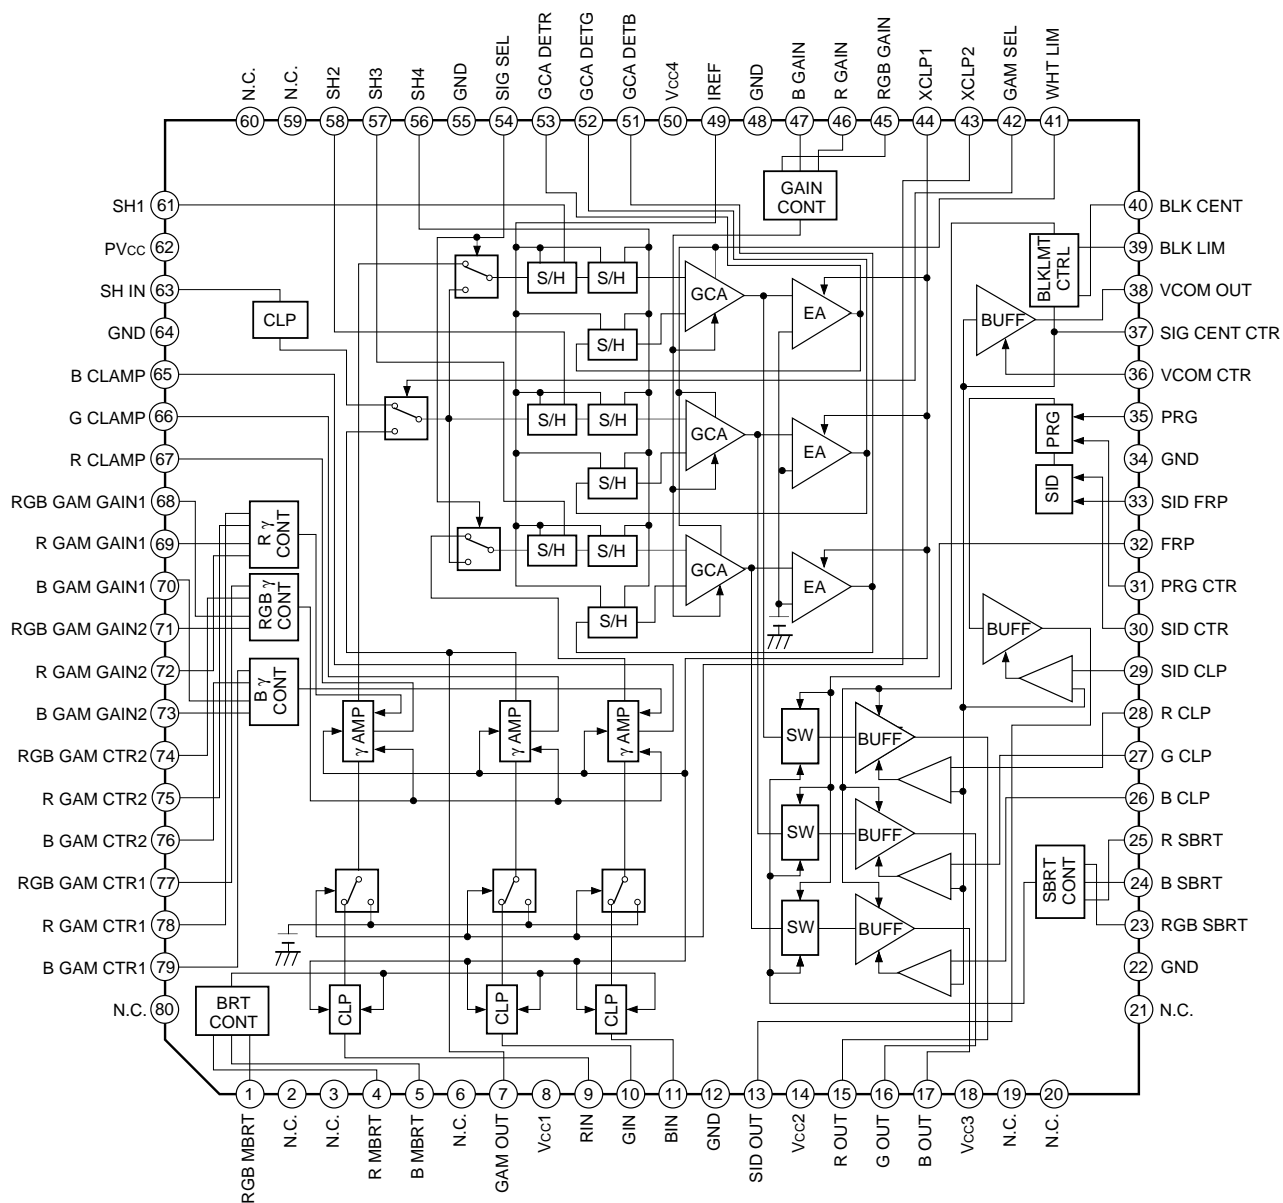 N.C.
N.C.
SH2
SH3
SH4
GND
SIG SEL
GCA DETR
GCA DETG
GCA DETB
Vcc4
IREF
GND
B GAIN
R GAIN
RGB GAIN
XCLP1
XCLP2
GAM SEL
WHT LIM
60 59 58 57 56 55 54 53 52 51 50 49 48 47 46 45 44 43 42 41
SH1 61
PVcc 62
SH IN 63
GND 64
B CLAMP 65
G CLAMP 66
R CLAMP 67
RGB GAM GAIN1 68
R GAM GAIN1 69
B GAM GAIN1 70
RGB GAM GAIN2 71
R GAM GAIN2 72
B GAM GAIN2 73
RGB GAM CTR2 74
R GAM CTR2 75
B GAM CTR2 76
RGB GAM CTR1 77
R GAM CTR1 78
B GAM CTR1 79
N.C. 80
GAIN
CONT
CLP
S/H
S/H
GCA
EA
S/H
S/H
S/H
GCA
EA
S/H
S/H
S/H
GCA
EA
S/H
R γ
CONT
RGB γ
CONT
B γ
CONT
γ AMP
γ AMP
γ AMP
BLKLMT
CTRL
BUFF
PRG
SID
BUFF
SW
BUFF
SW
BUFF
SW
BUFF
SBRT
CONT
BRT
CONT
CLP
CLP
CLP
40 BLK CENT
39 BLK LIM
38 VCOM OUT
37 SIG CENT CTR
36 VCOM CTR
35 PRG
34 GND
33 SID FRP
32 FRP
31 PRG CTR
30 SID CTR
29 SID CLP
28 R CLP
27 G CLP
26 B CLP
25 R SBRT
24 B SBRT
23 RGB SBRT
22 GND
21 N.C.
1 2 3 4 5 6 7 8 9 10 11 12 13 14 15 16 17 18 19 20
RGB MBRT
N.C.
N.C.
R MBRT
B MBRT
N.C.
GAM OUT
Vcc1
RIN
GIN
BIN
GND
SID OUT
Vcc2
R OUT
G OUT
B OUT
Vcc3
N.C.
N.C.